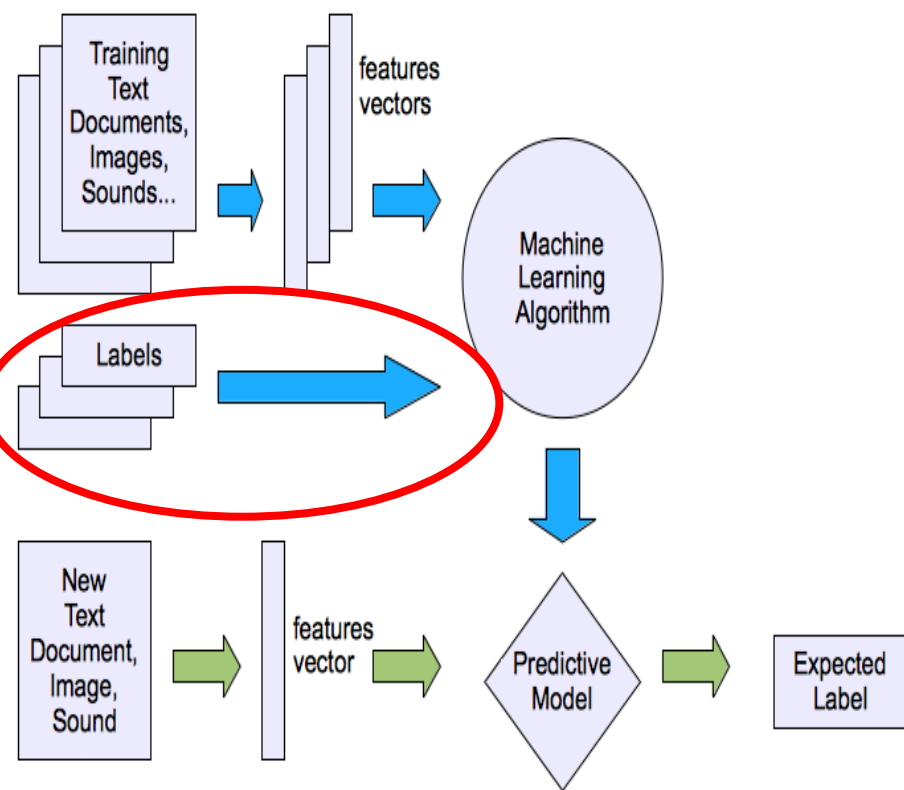 Training
Text
Documents,
Images,
Sounds...
features
vectors
Machine
Learning
Algorithm
Labels
New
Text
Document,
Image,
Sound
features
vector
Predictive
Model
Expected
Label